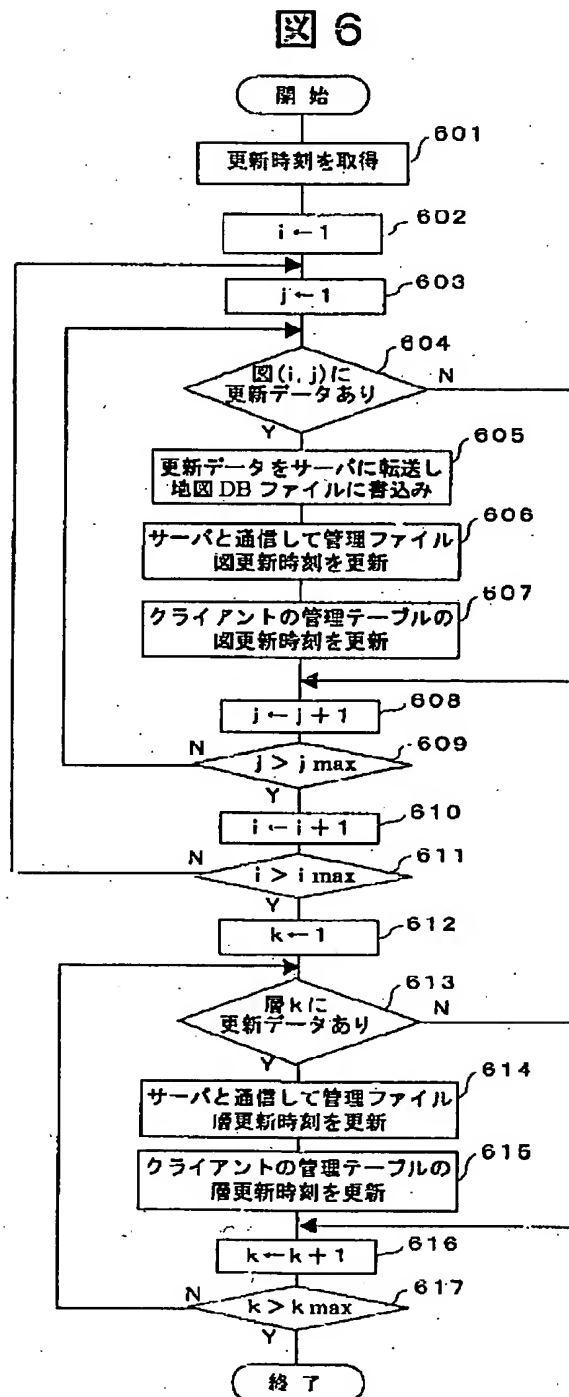 図 6
開 始
601
更新時刻を取得
602
i ← 1
603
j ← 1
604
図(i, j)に
更新データあり
N
Y
605
更新データをサーバに転送し
地図 DB ファイルに書込み
606
サーバと通信して管理ファイル
図更新時刻を更新
607
クライアントの管理テーブルの
図更新時刻を更新
608
j ← j + 1
609
N
j > j max
Y
610
i ← i + 1
611
N
i > i max
Y
612
k ← 1
613
層 k に
更新データあり
N
Y
614
サーバと通信して管理ファイル
層更新時刻を更新
615
クライアントの管理テーブルの
層更新時刻を更新
616
k ← k + 1
617
N
k > k max
Y
終 了